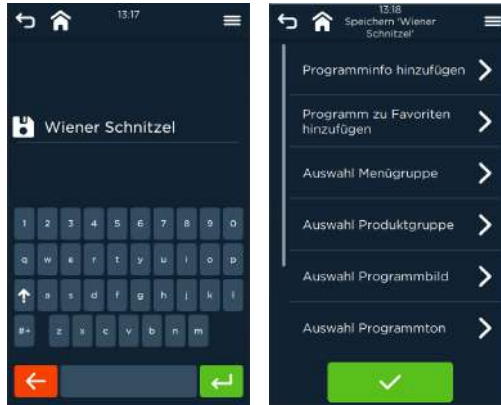 13:17
Wiener Schnitzel
1 2 3 4 5 6 7 8 9 0
q w e r t y u i o p
a s d f g h j k l
#+ z x c v b n m
13:18
Speichern 'Wiener
Schnitzel'
Programminfo hinzufügen
Programm zu Favoriten
hinzufügen
Auswahl Menügruppe
Auswahl Produktgruppe
Auswahl Programmbild
Auswahl Programmton